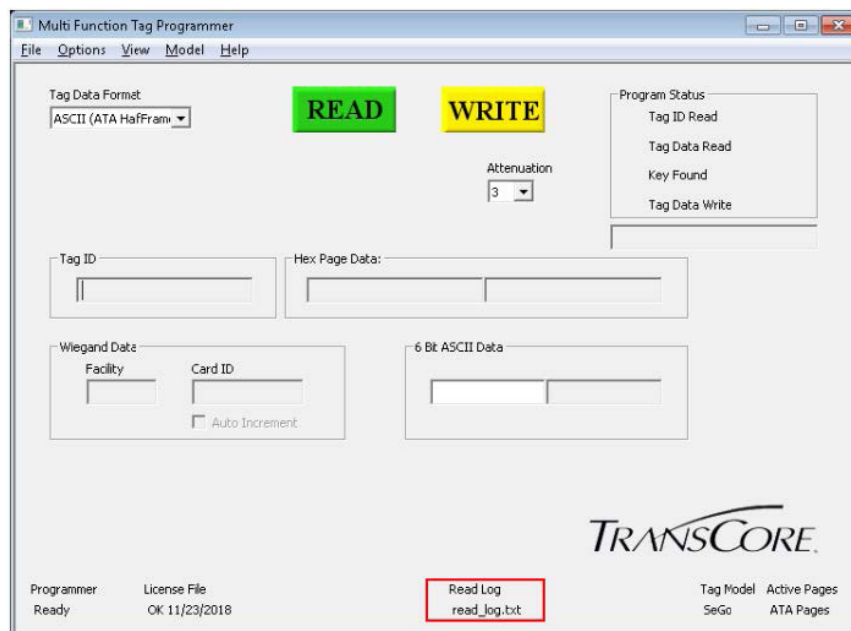 Multi Function Tag Programmer
File Options View Model Help
Tag Data Format
ASCII (ATA HafFram
READ
WRITE
Attenuation
3
Program Status
Tag ID Read
Tag Data Read
Key Found
Tag Data Write
Tag ID
Hex Page Data:
Wiegand Data
Facility Card ID
Auto Increment
6 Bit ASCII Data
TRANSCORE.
Programmer License File Read Log Tag Model Active Pages
Ready OK 11/23/2018 read_log.txt SeGo ATA Pages